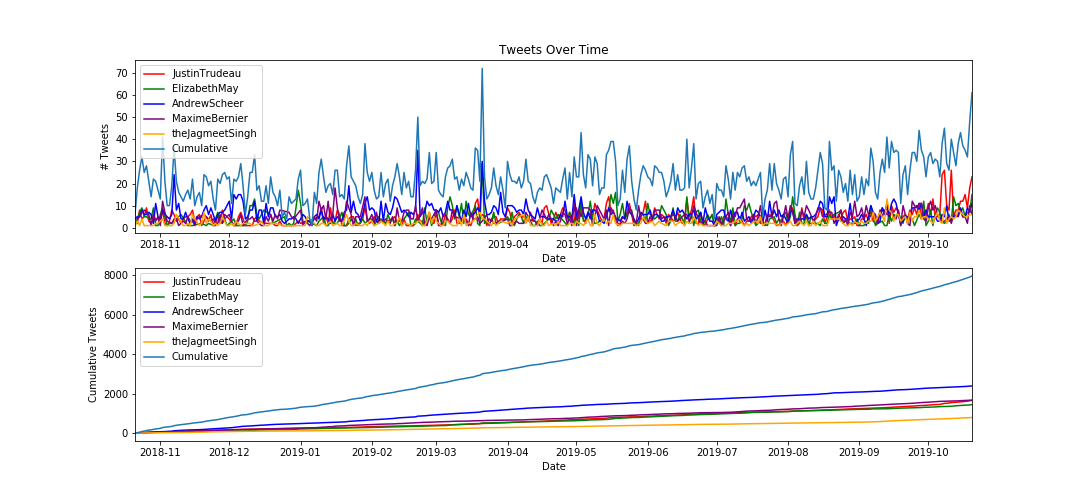 Tweets Over Time
# Tweets
70
60
50
40
30
20
10
0
JustinTrudeau
ElizabethMay
AndrewScheer
MaximeBernier
theJagmeetSingh
Cumulative
2018-11 2018-12 2019-01 2019-02 2019-03 2019-04 2019-05 2019-06 2019-07 2019-08 2019-09 2019-10
Date
Cumulative Tweets
8000
6000
4000
2000
0
JustinTrudeau
ElizabethMay
AndrewScheer
MaximeBernier
theJagmeetSingh
Cumulative
2018-11 2018-12 2019-01 2019-02 2019-03 2019-04 2019-05 2019-06 2019-07 2019-08 2019-09 2019-10
Date